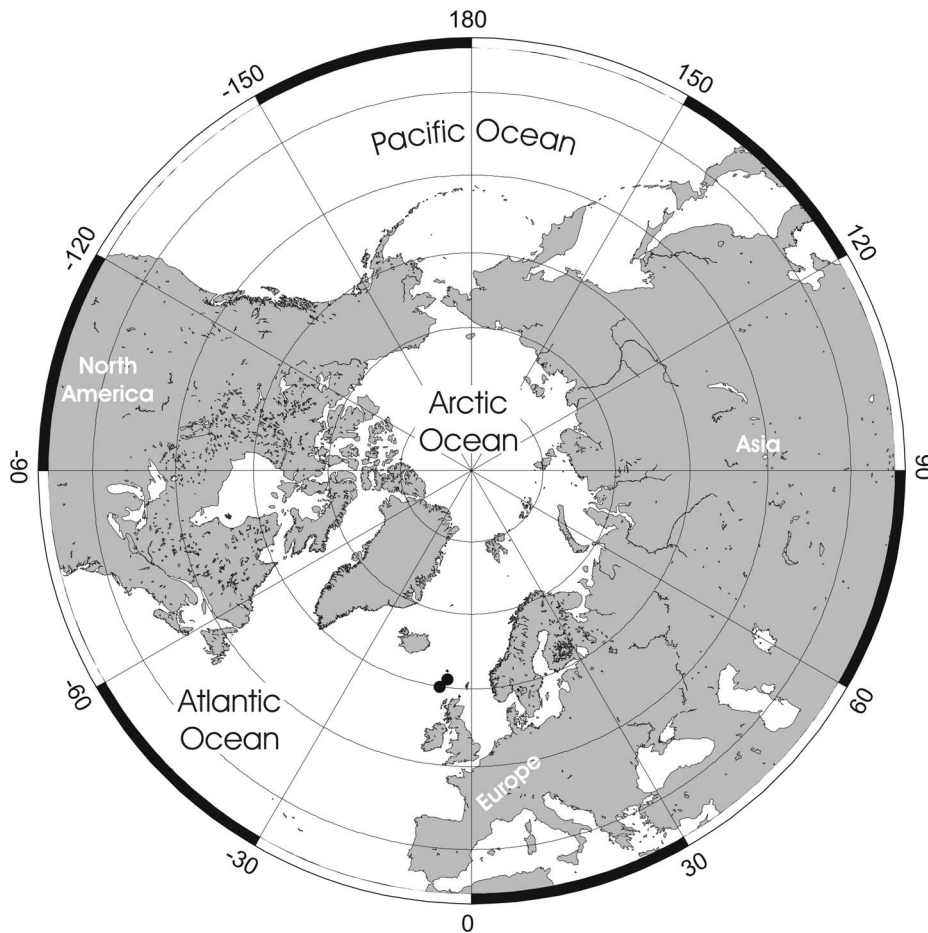 180
-150
150
Pacific Ocean
-120
120
North
America
Arctic
Ocean
Asia
-90
90
-60
60
Atlantic
Ocean
Europe
-30
30
0